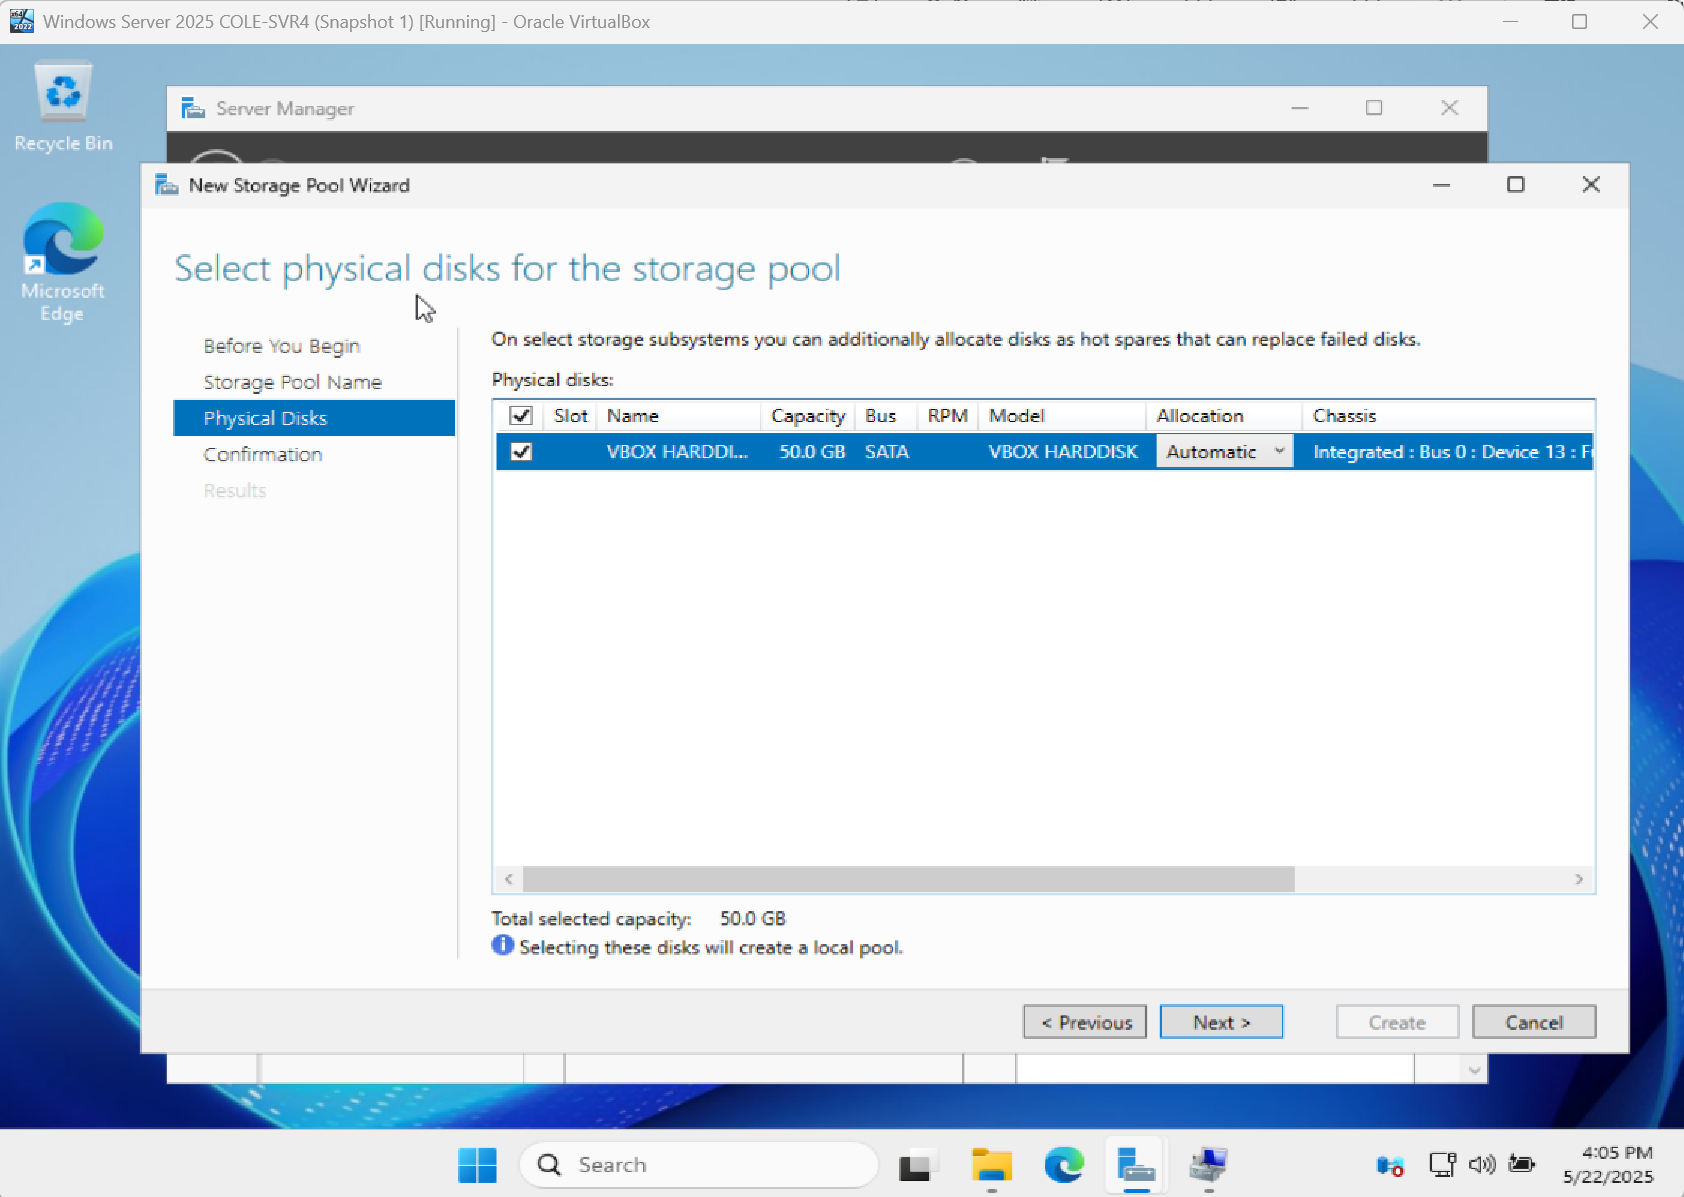 Windows Server 2025 COLE-SVR4 (Snapshot 1) [Running] - Oracle VirtualBox
Recycle Bin
Microsoft
Edge
Server Manager
New Storage Pool Wizard
Select physical disks for the storage pool
Before You Begin
Storage Pool Name
Physical Disks
Confirmation
Results
On select storage subsystems you can additionally allocate disks as hot spares that can replace failed disks.
Physical disks:
Slot Name Capacity Bus RPM Model Allocation Chassis
VBOX HARDDI... 50.0 GB SATA VBOX HARDDISK Automatic Integrated : Bus 0 : Device 13 :
Total selected capacity: 50.0 GB
Selecting these disks will create a local pool.
< Previous Next > Create Cancel
Search
4:05 PM
5/22/2025